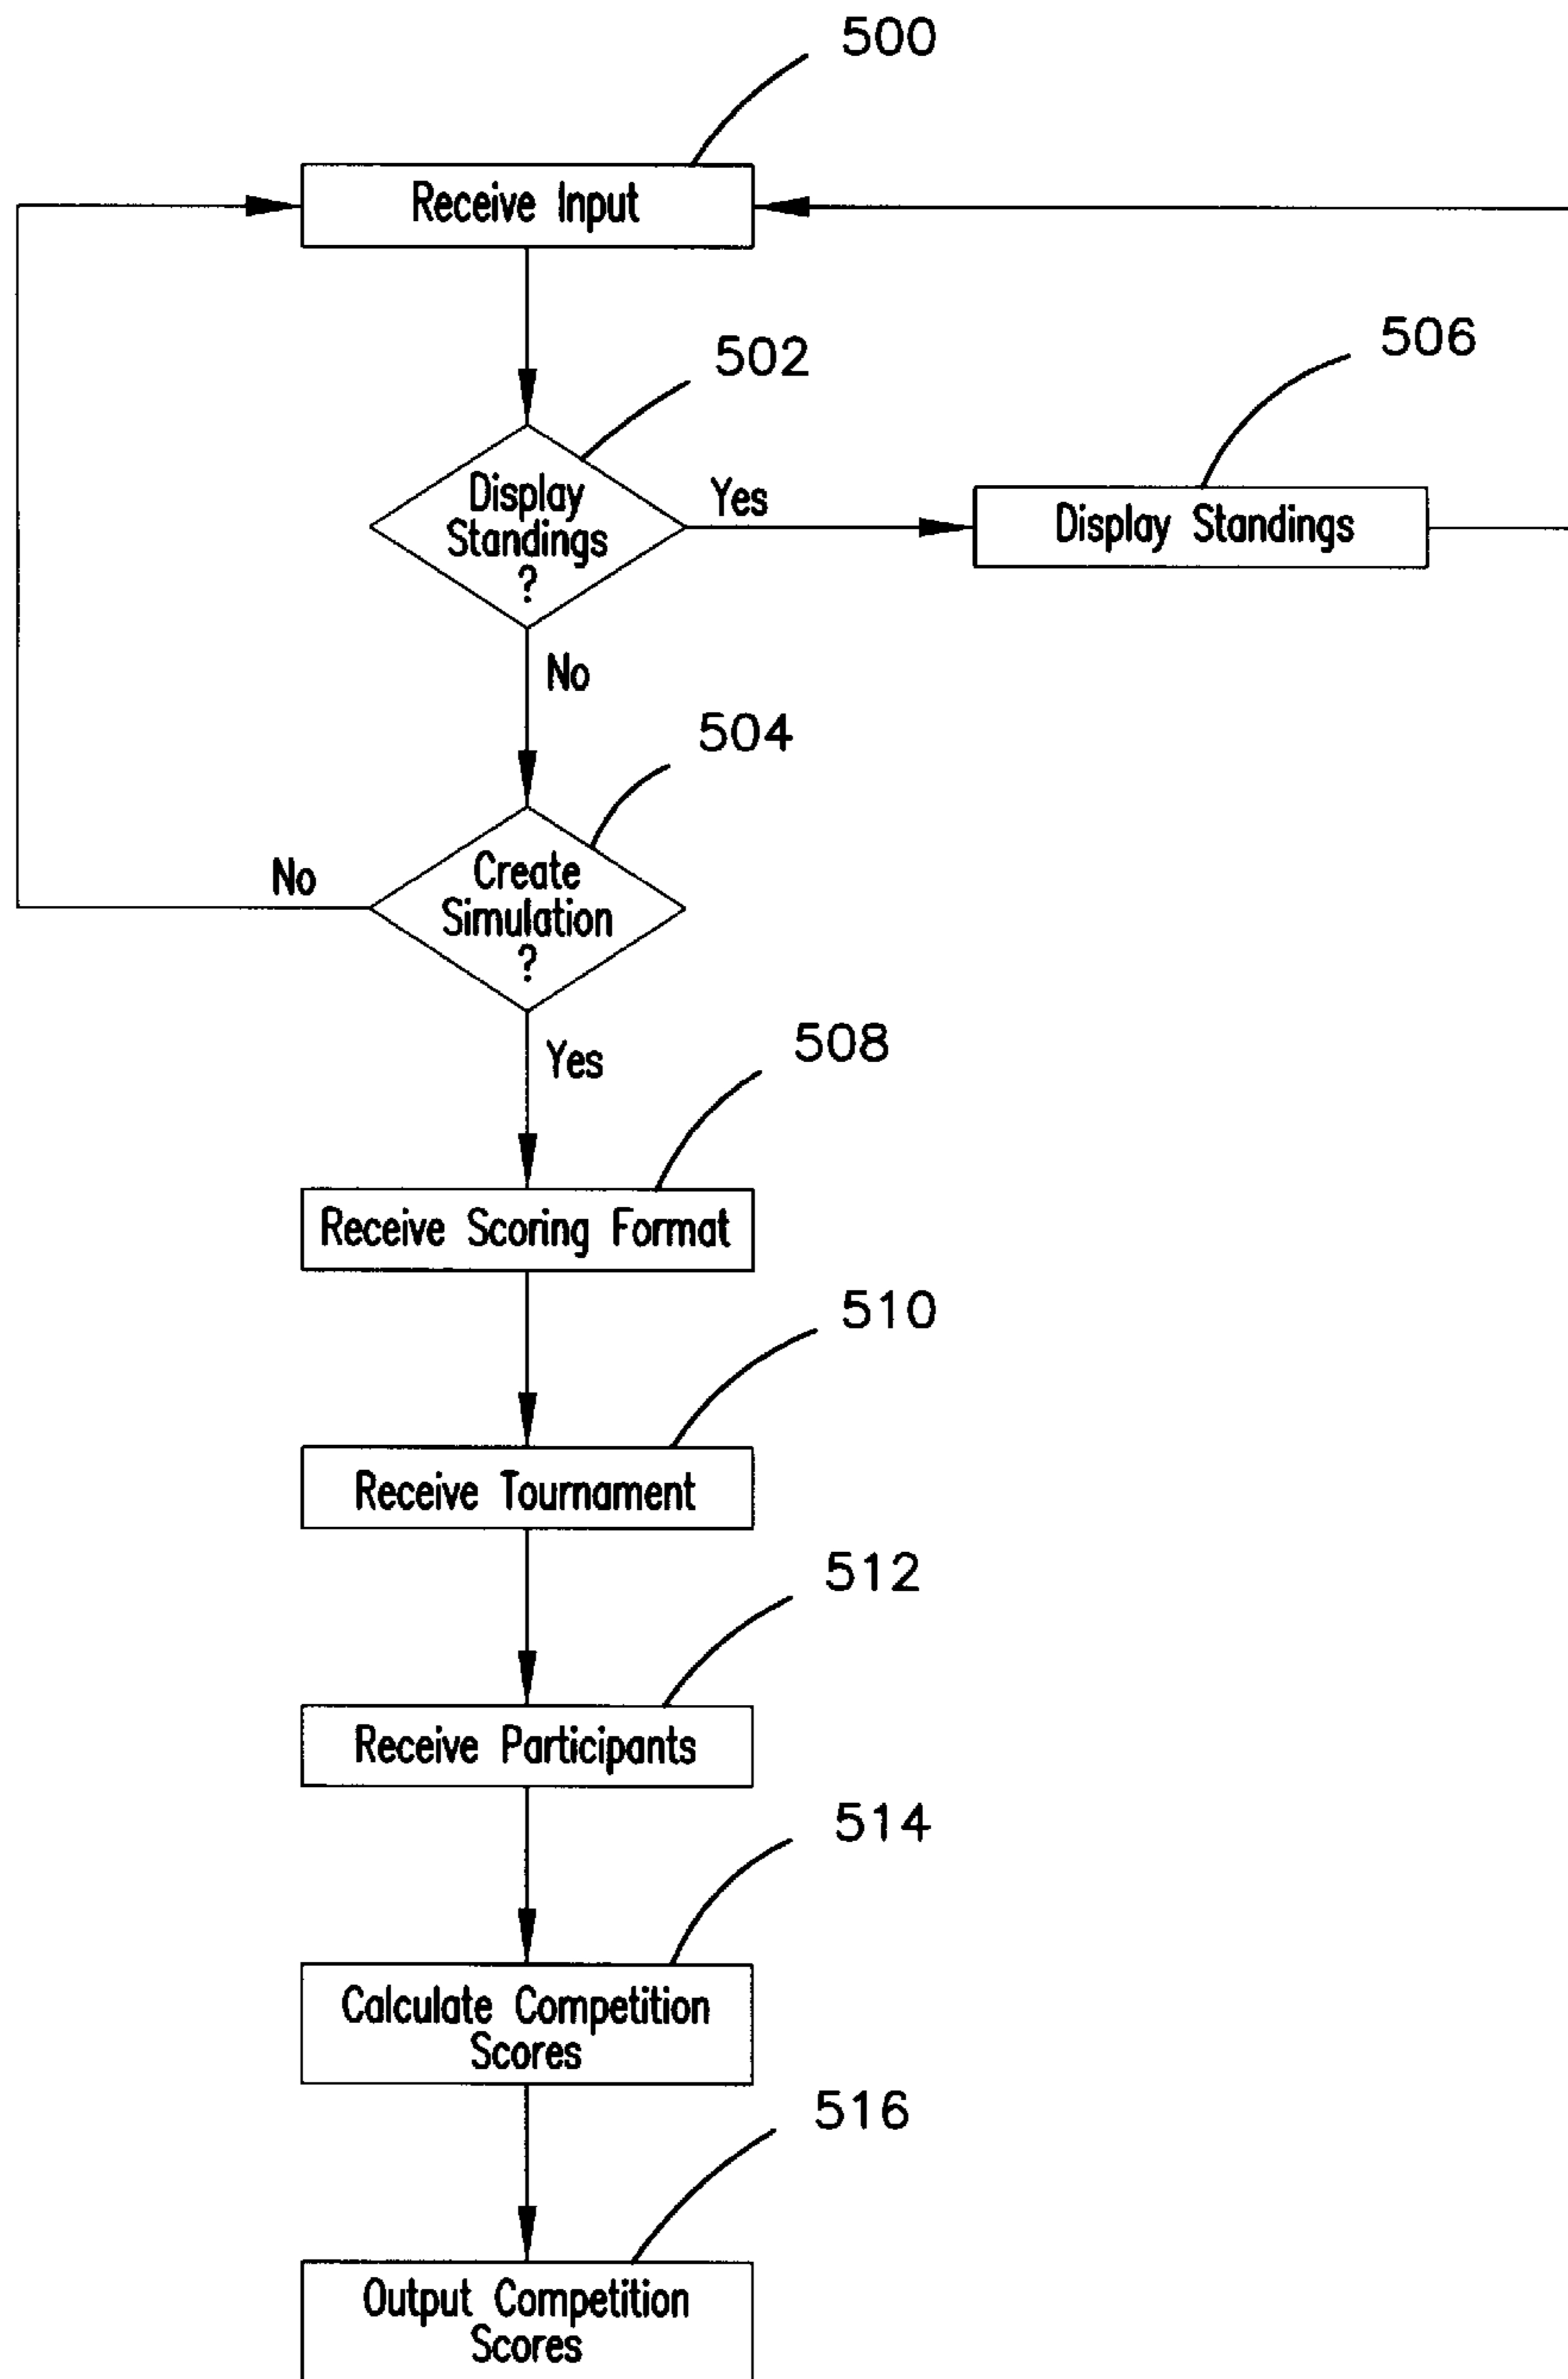 500
Receive Input
502
506
Display
Standings
?
Yes
Display Standings
No
504
Create
Simulation
?
No
Yes
508
Receive Scoring Format
510
Receive Tournament
512
Receive Participants
514
Calculate Competition
Scores
516
Output Competition
Scores